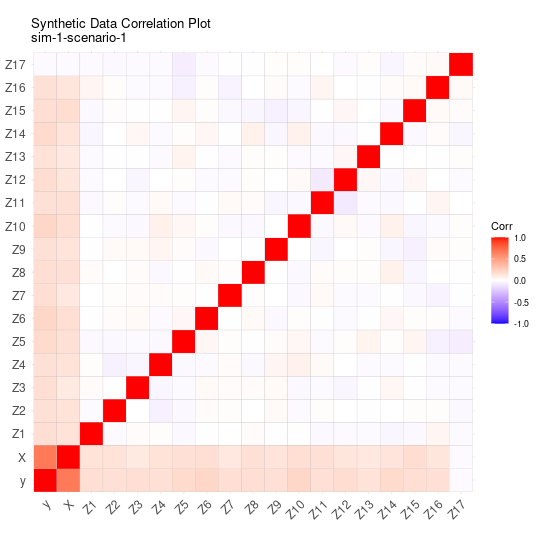 Synthetic Data Correlation Plot
sim-1-scenario-1
Z17
Z16
Z15
Z14
Z13
Z12
Z11
Z10
Z9
Z8
Z7
Z6
Z5
Z4
Z3
Z2
Z1
X
y
y X Z1 Z2 Z3 Z4 Z5 Z6 Z7 Z8 Z9 Z10 Z11 Z12 Z13 Z14 Z15 Z16 Z17
Corr
1.0
0.5
0.0
-0.5
-1.0